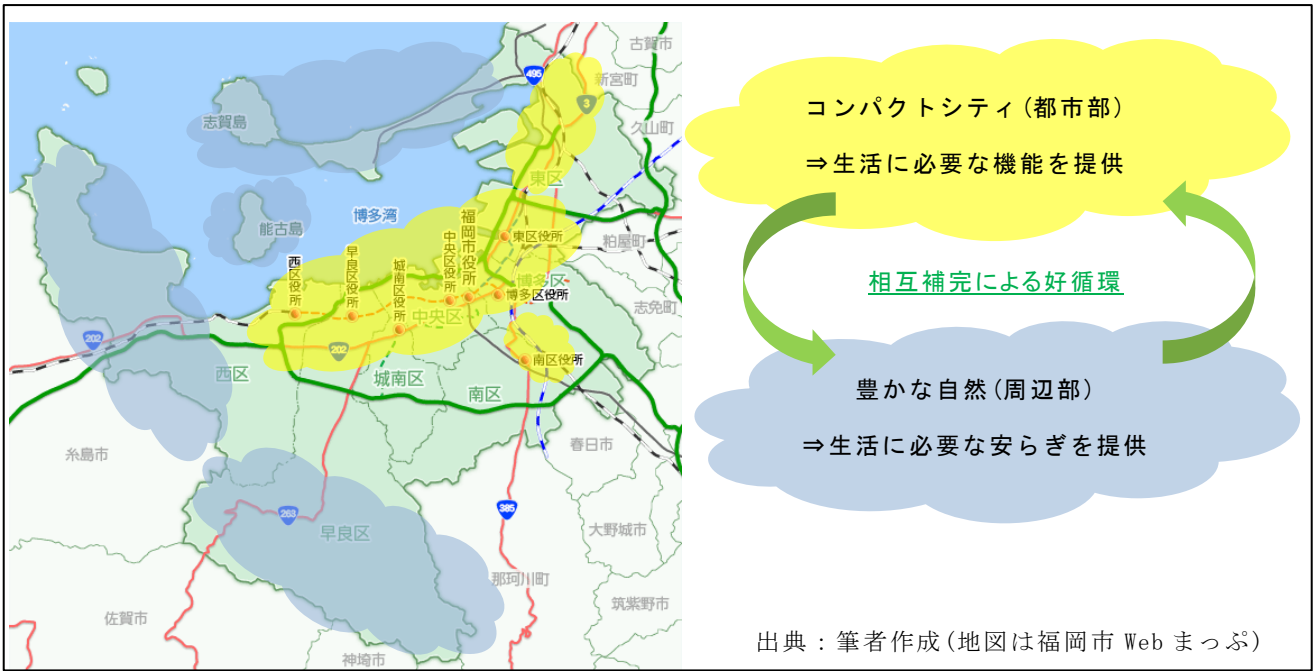 古賀市
495
新宮町
3
志賀島
久山町
東区
博多湾
能古島
福岡市役所
中央区役所
東区役所
粕屋町
西区役所
早良区役所
城南区役所
博多区
博多区役所
志免町
中央区
202
202
南区役所
西区
城南区
南区
春日市
糸島市
263
385
早良区
大野城市
那珂川町
筑紫野市
佐賀市
神埼市
コンパクトシティ(都市部)
⇒生活に必要な機能を提供
相互補完による好循環
豊かな自然(周辺部)
⇒生活に必要な安らぎを提供
出典：筆者作成(地図は福岡市 Web まっぷ)